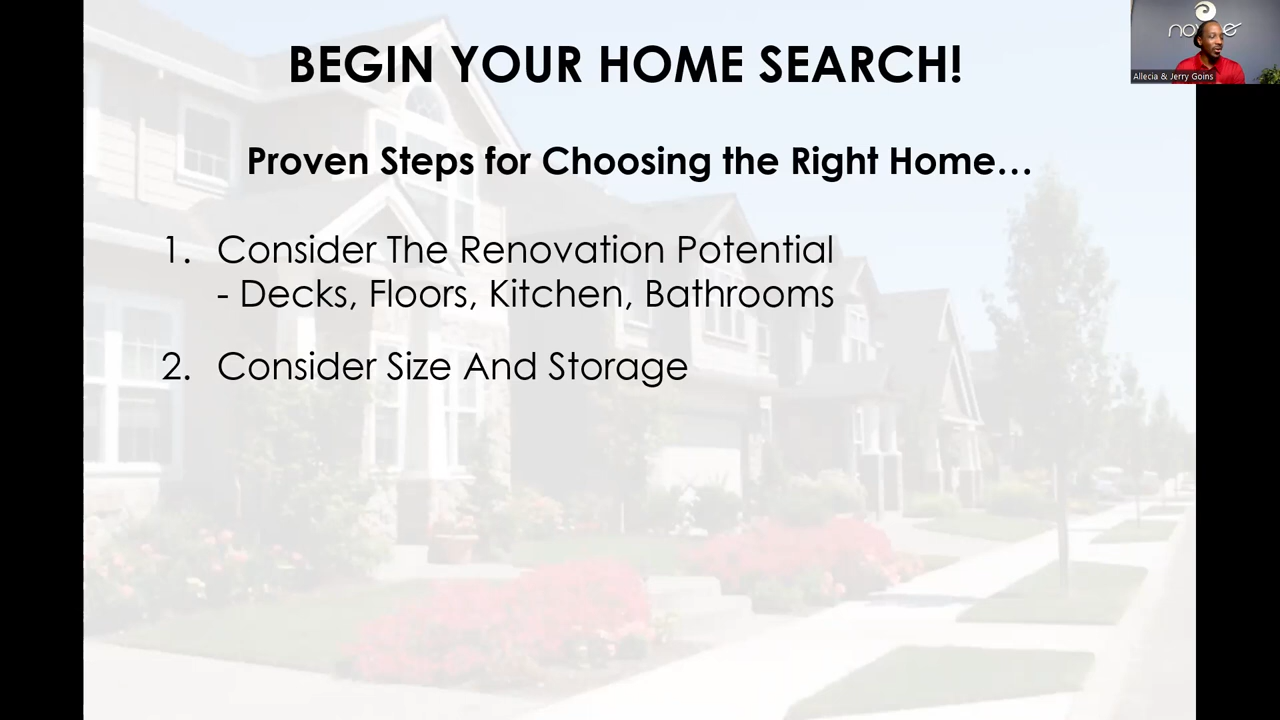 BEGIN YOUR HOME SEARCH!
Proven Steps for Choosing the Right Home…
1. Consider The Renovation Potential
- Decks, Floors, Kitchen, Bathrooms
2. Consider Size And Storage
Allecia & Jerry Goins